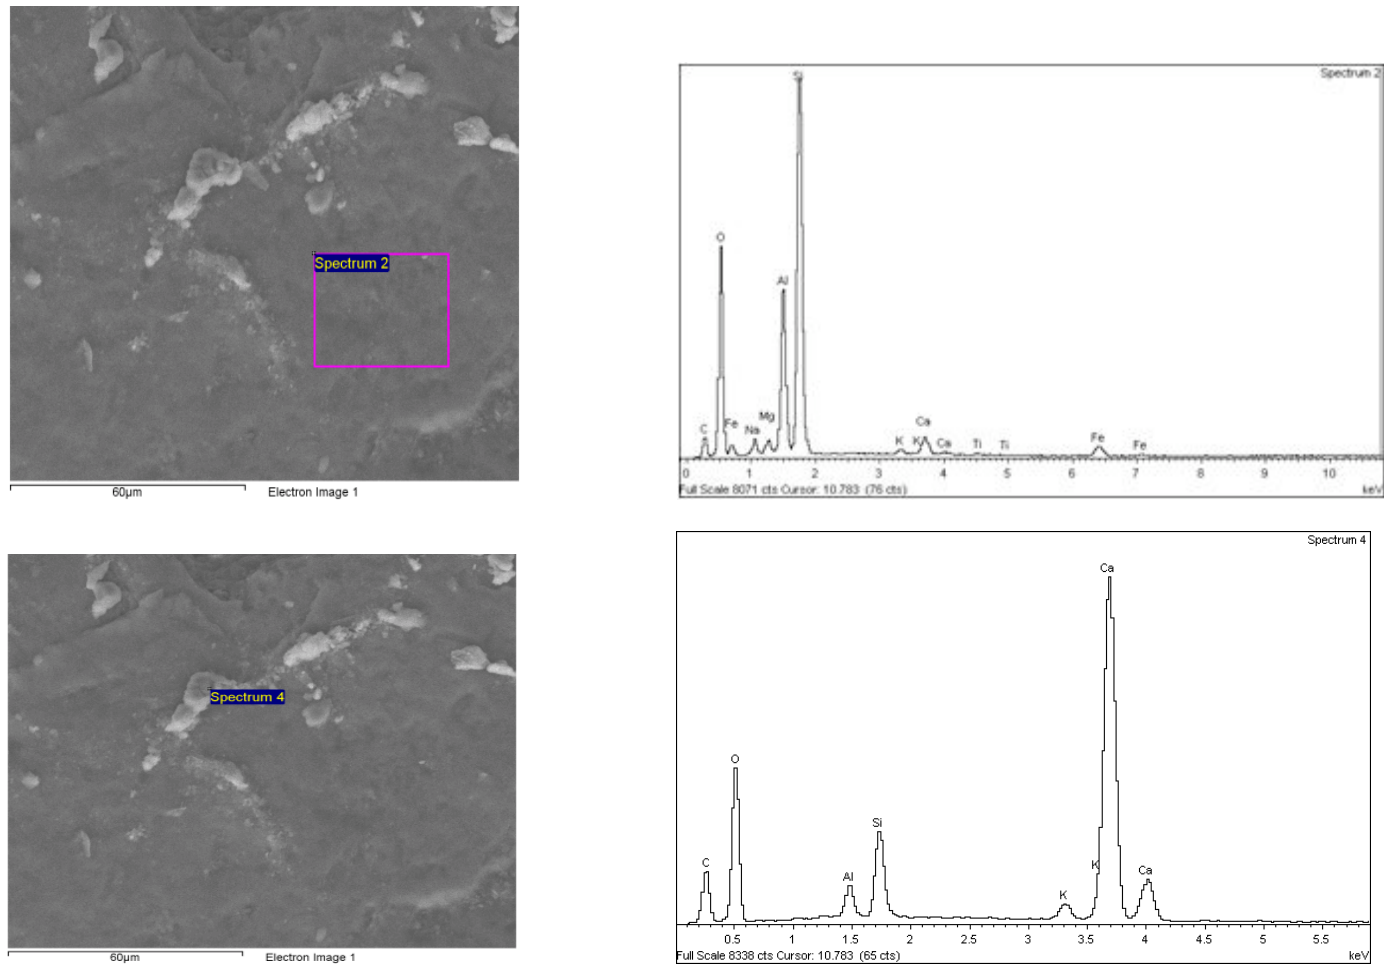 Spectrum 2
60µm
Electron Image 1
Spectrum 2
Si
O
Al
C
Fe
Na
Mg
K
K
Ca
Ca
Ti
Ti
Fe
Fe
0 1 2 3 4 5 6 7 8 9 10
Full Scale 8071 cts Cursor: 10.783 (76 cts) keV
Spectrum 4
60µm
Electron Image 1
Spectrum 4
Ca
O
Si
C
Al
K
K
Ca
0.5 1 1.5 2 2.5 3 3.5 4 4.5 5 5.5
Full Scale 8338 cts Cursor: 10.783 (65 cts) keV